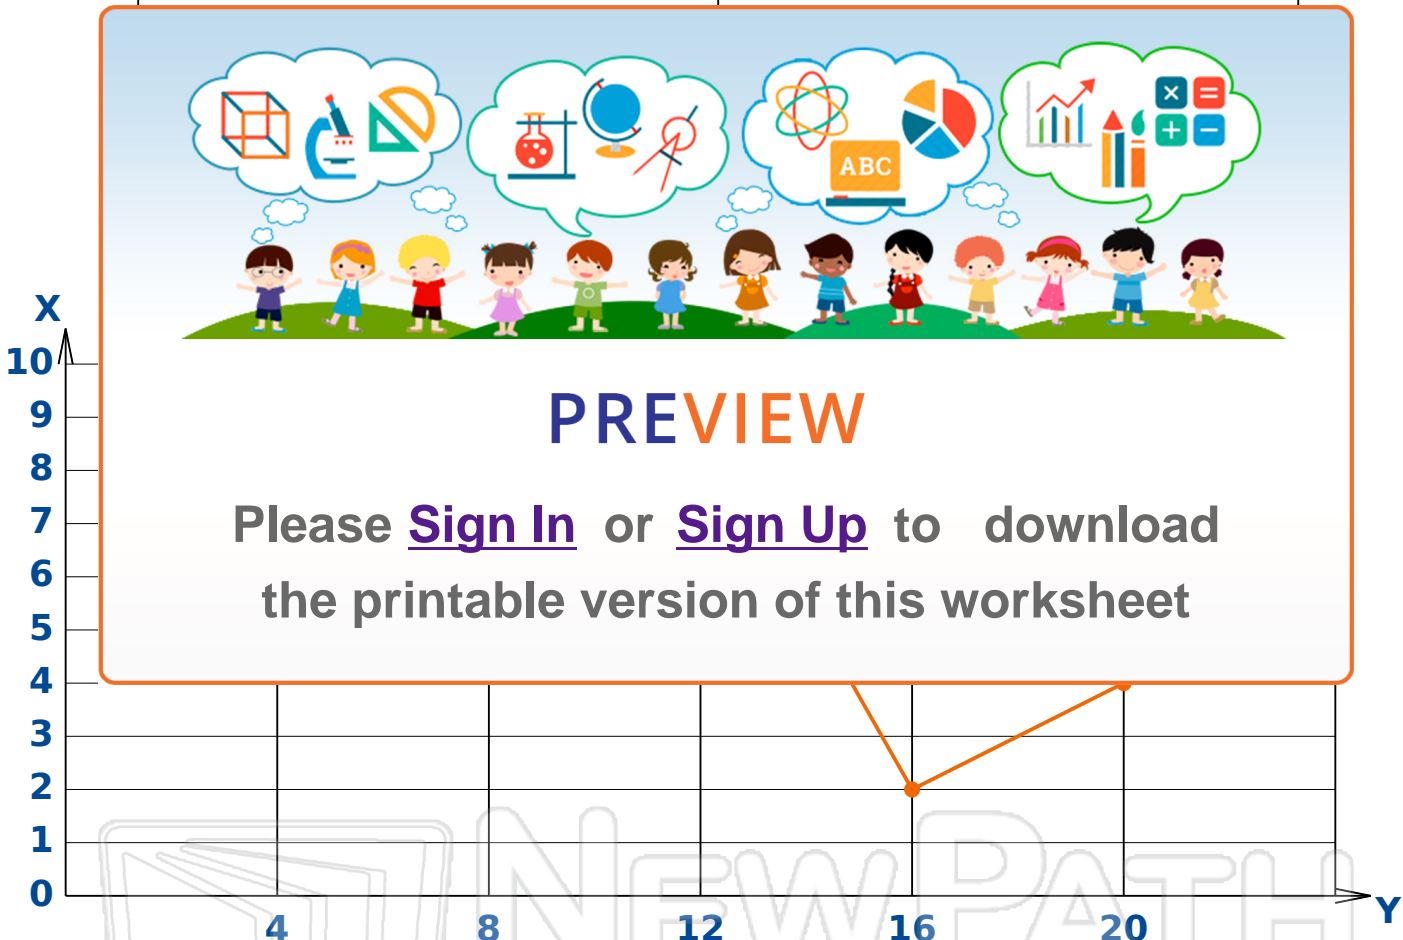 ABC
X
10
9
8
7
6
5
4
3
2
1
0
PREVIEW
Please Sign In or Sign Up to download
the printable version of this worksheet
4 8 12 16 20
Y
NEWPATH